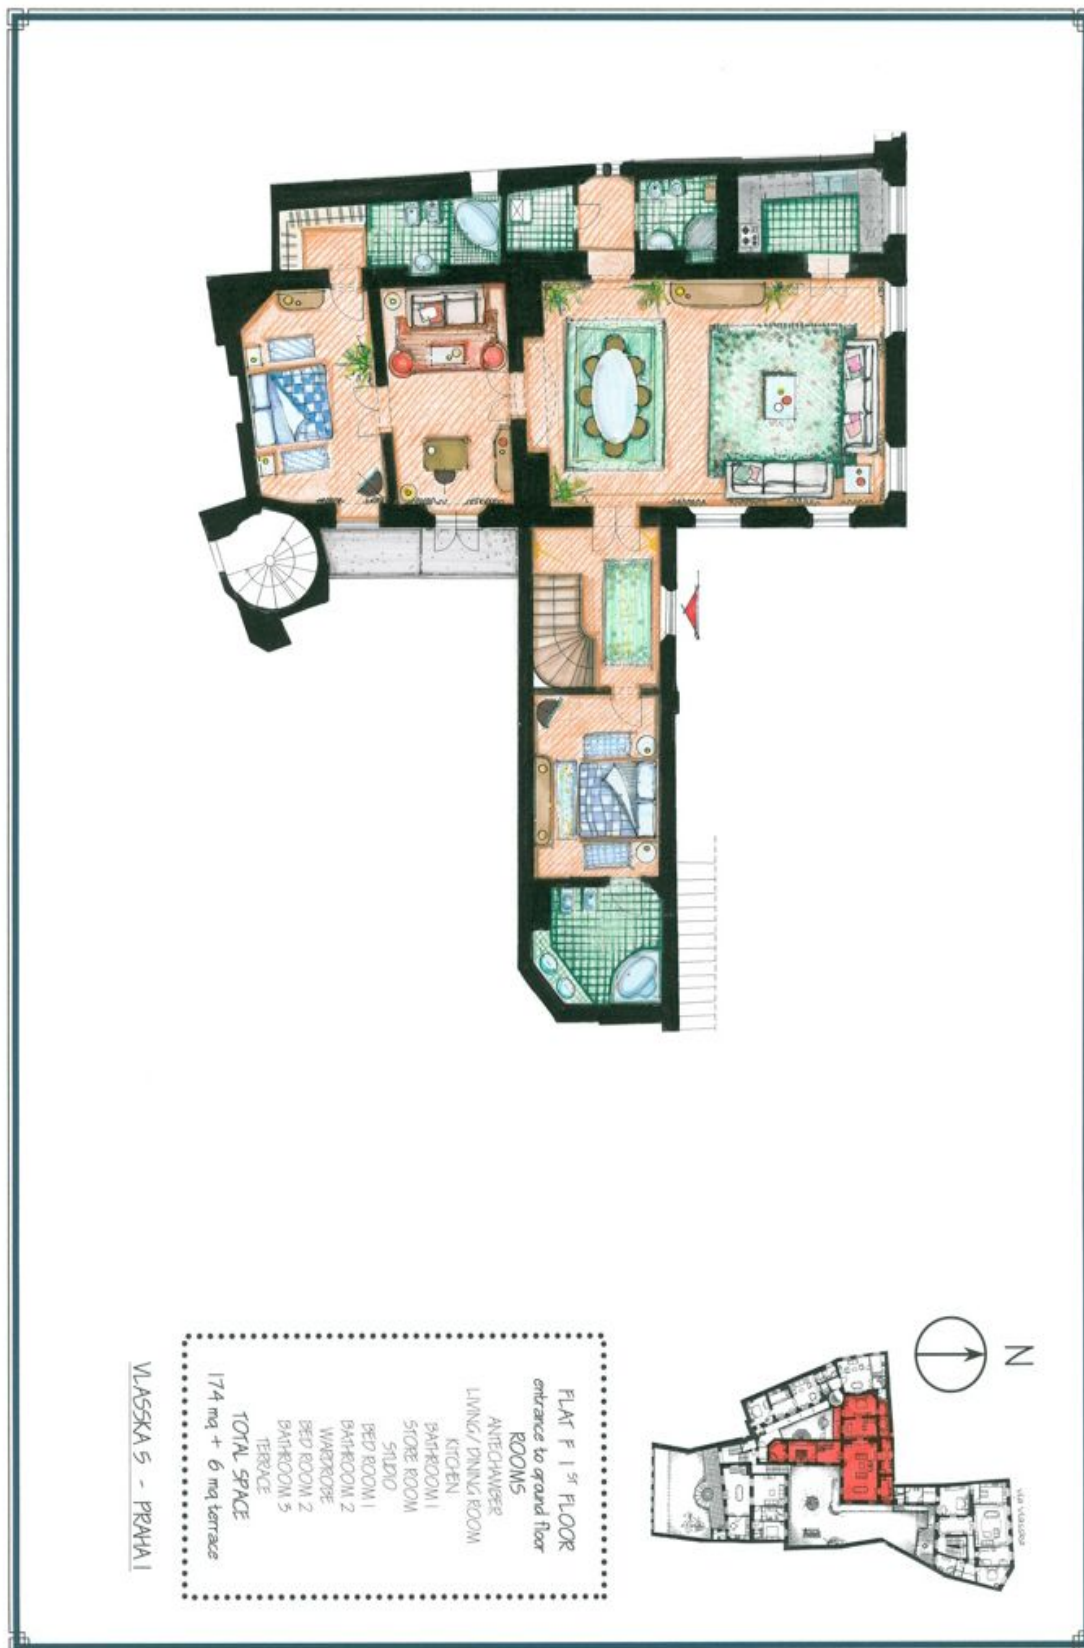 N
FLAT F 1ST FLOOR
entrance to ground floor
ROOMS
ANTECHAMBER
LIVING/DINING ROOM
KITCHEN
BATHROOM 1
STORE ROOM
STUDIO
BED ROOM 1
BATHROOM 2
WARDROBE
BED ROOM 2
BATHROOM 3
TERRACE
TOTAL SPACE
174 mq + 6 mq terrace
VLASSKA 5 - PRAHA 1